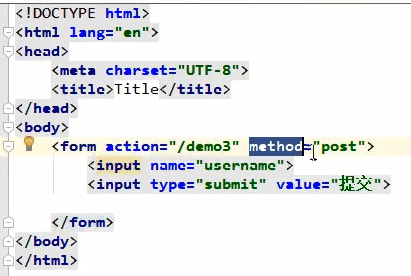 <!DOCTYPE html>
<html lang="en">
<head>
    <meta charset="UTF-8">
    <title>Title</title>
</head>
<body>
    <form action="/demo3" method="post">
        <input name="username">
        <input type="submit" value="提交">

    </form>
</body>
</html>